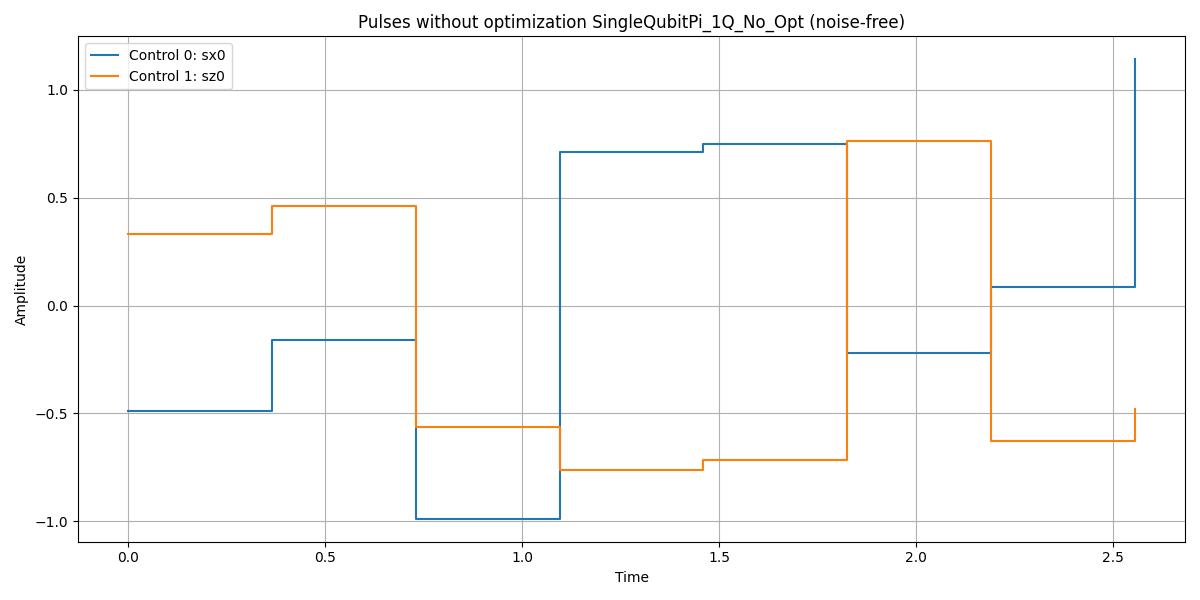 Pulses without optimization SingleQubitPi_1Q_No_Opt (noise-free)
Control 0: sx0
Control 1: sz0
Amplitude
1.0
0.5
0.0
−0.5
−1.0
0.0 0.5 1.0 1.5 2.0 2.5
Time